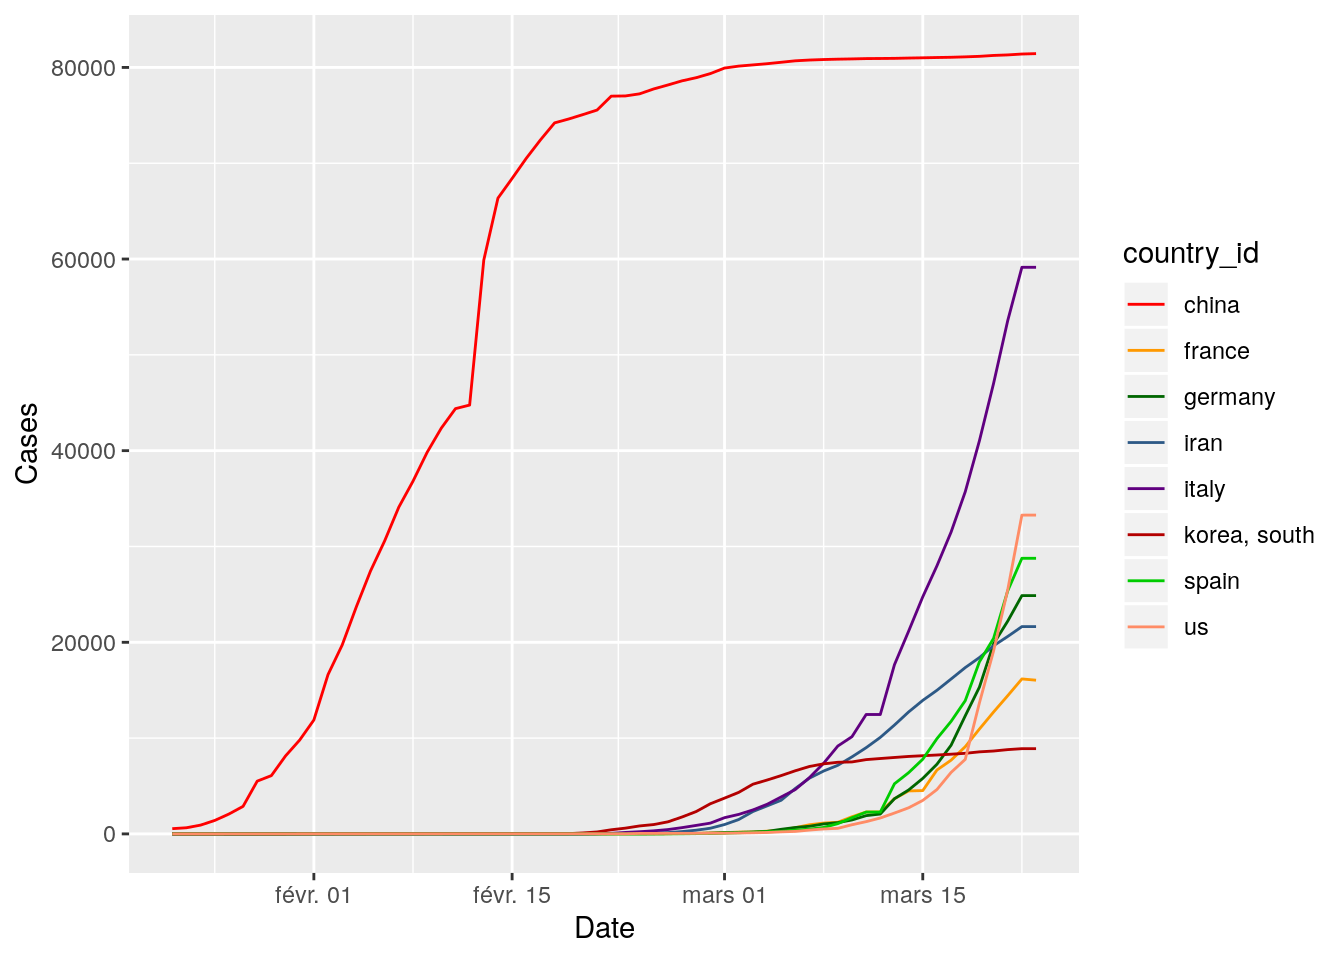 80000
60000
40000
20000
0
Cases
févr. 01
févr. 15
mars 01
mars 15
Date
country_id
china
france
germany
iran
italy
korea, south
spain
us